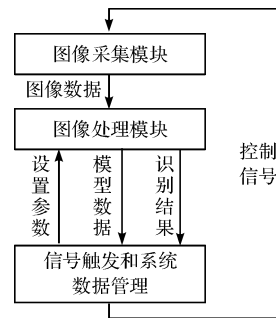 图像采集模块
图像数据
图像处理模块
设置参数
模型数据
识别结果
控制
信号
信号触发和系统
数据管理